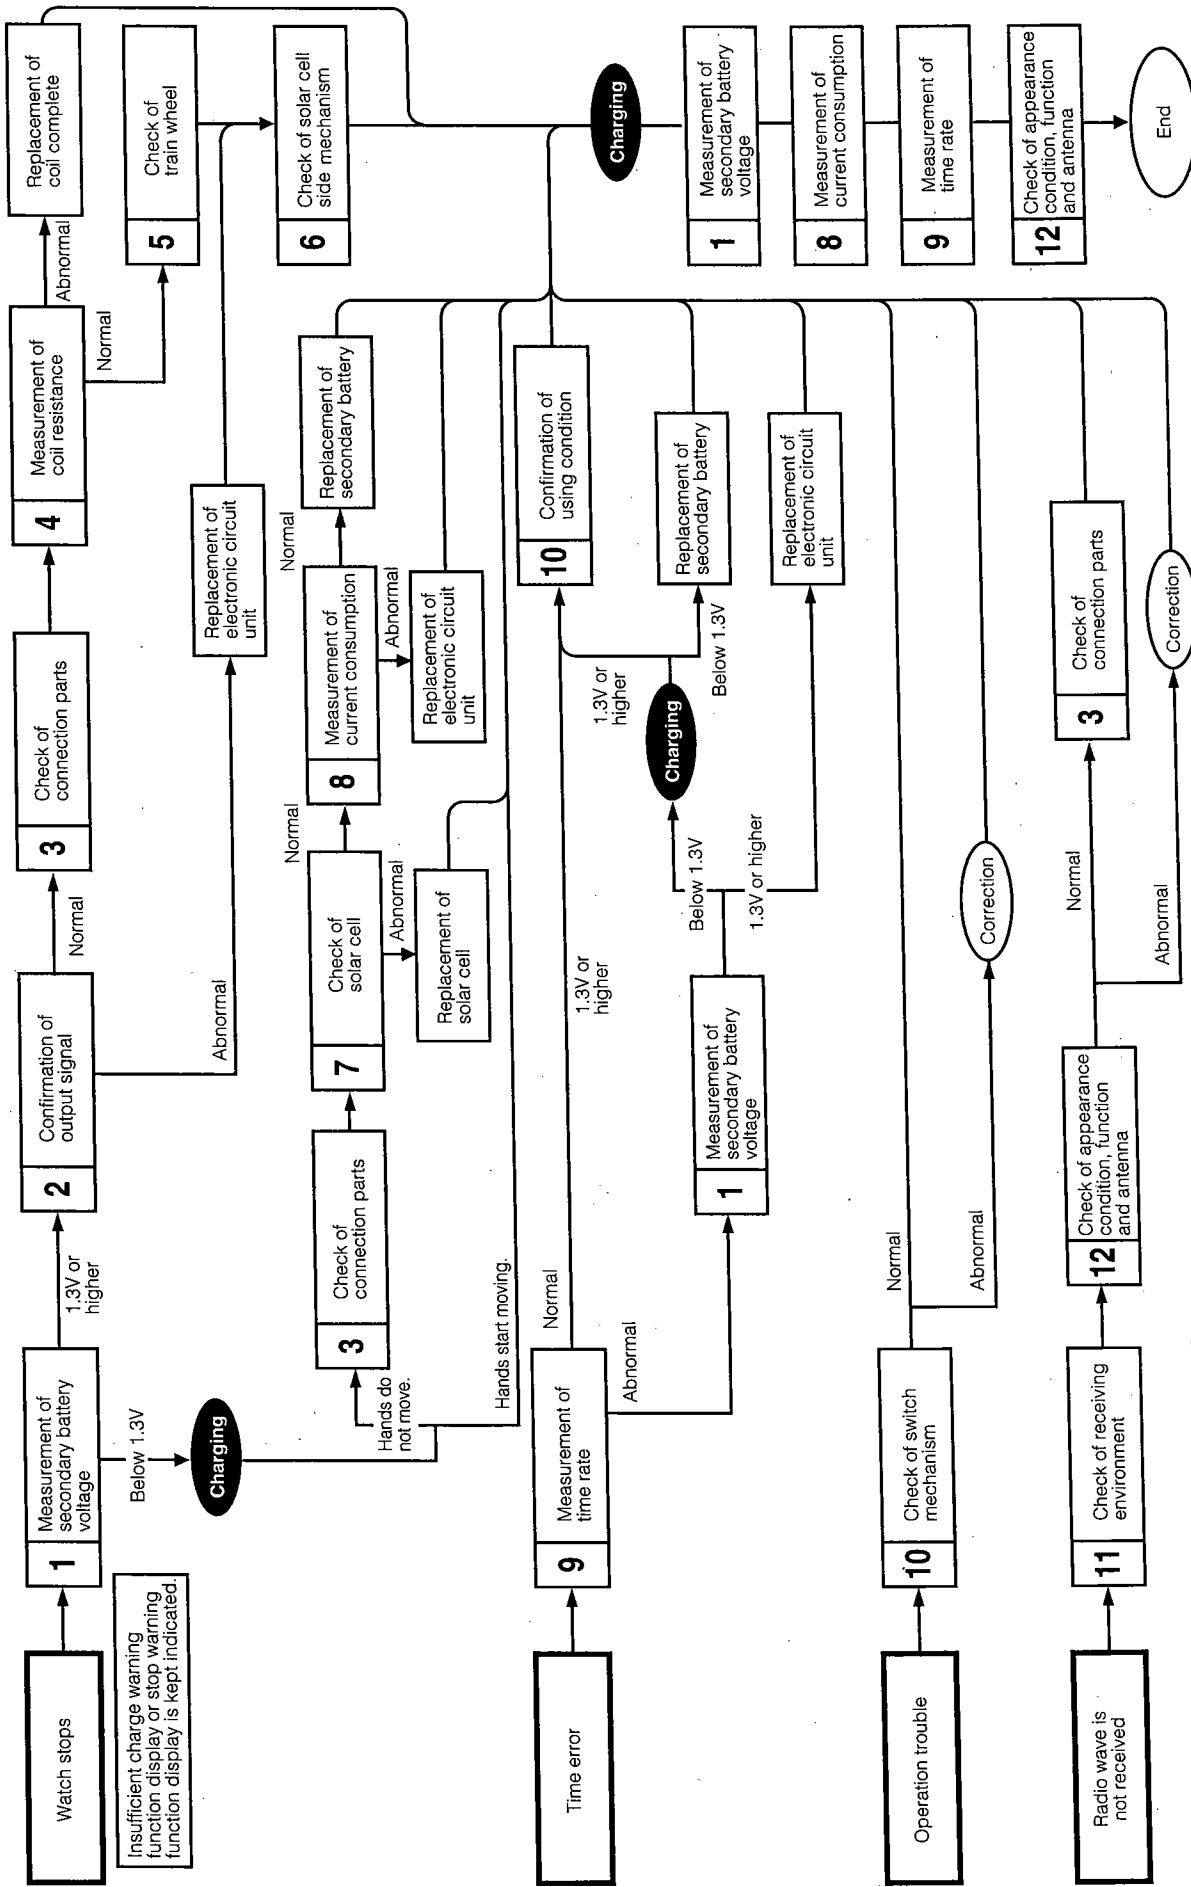 Watch stops
Insufficient charge warning
function display or stop warning
function display is kept indicated.
1
Measurement of
secondary battery
voltage
1.3V or
higher
Below 1.3V
Charging
2
Confirmation of
output signal
Normal
Abnormal
3
Check of
connection parts
4
Measurement of
coil resistance
Abnormal
Normal
Replacement of
coil complete
5
Check of
train wheel
Replacement of
electronic circuit
unit
6
Check of solar cell
side mechanism
Hands do
not move.
Hands start moving.
3
Check of
connection parts
7
Check of
solar cell
Normal
Abnormal
Replacement of
solar cell
8
Measurement of
current consumption
Normal
Abnormal
Replacement of
secondary battery
Replacement of
electronic circuit
unit
Time error
9
Measurement of
time rate
Normal
Abnormal
1.3V or
higher
1
Measurement of
secondary battery
voltage
Below 1.3V
1.3V or higher
Charging
1.3V or
higher
Below 1.3V
10
Confirmation of
using condition
Replacement of
secondary battery
Replacement of
electronic circuit
unit
Operation trouble
10
Check of switch
mechanism
Normal
Abnormal
Correction
Radio wave is
not received
11
Check of receiving
environment
12
Check of appearance
condition, function
and antenna
Normal
Abnormal
3
Check of
connection parts
Correction
Charging
1
Measurement of
secondary battery
voltage
8
Measurement of
current consumption
9
Measurement of
time rate
12
Check of appearance
condition, function
and antenna
End